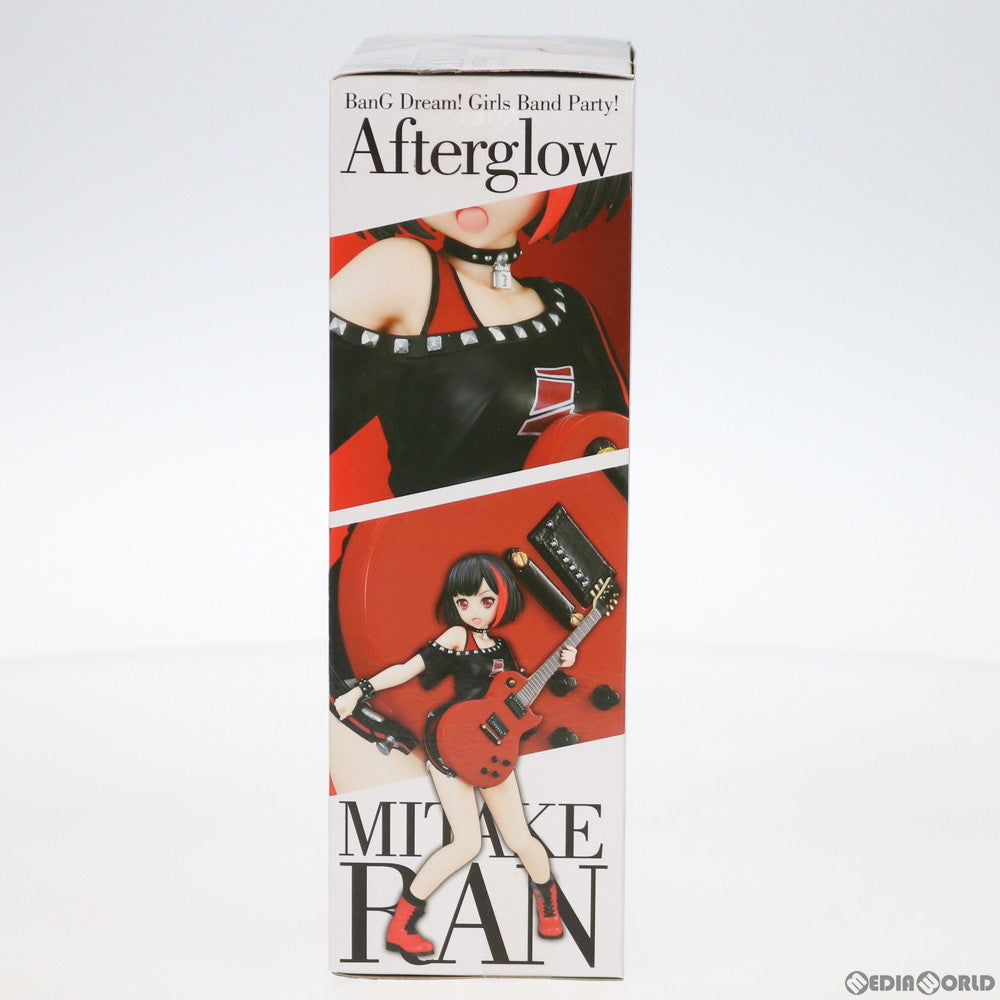 BanG Dream! Girls Band Party!
Afterglow
MITAKE
RAN
MEDIAWORLD